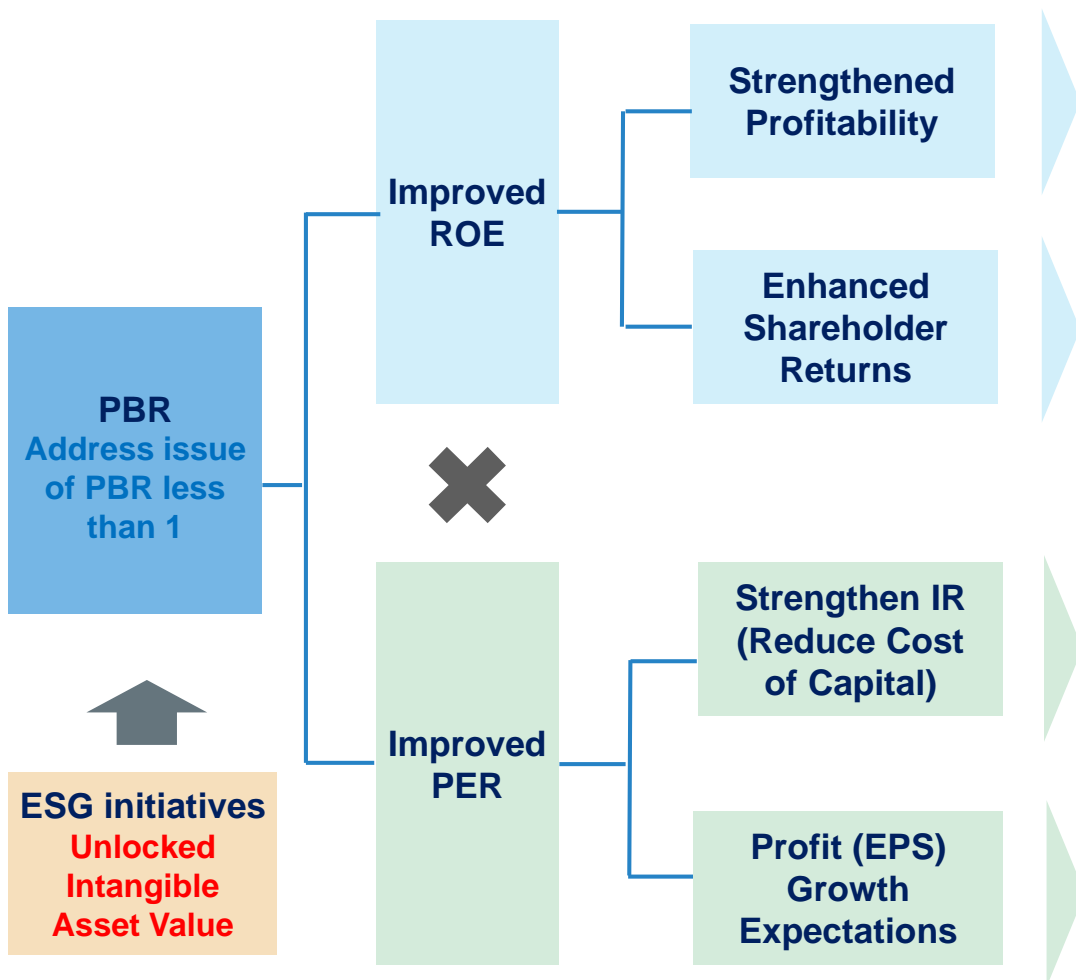 PBR
Address issue
of PBR less
than 1
ESG initiatives
Unlocked
Intangible
Asset Value
Improved
ROE
Improved
PER
Strengthened
Profitability
Enhanced
Shareholder
Returns
Strengthen IR
(Reduce Cost
of Capital)
Profit (EPS)
Growth
Expectations